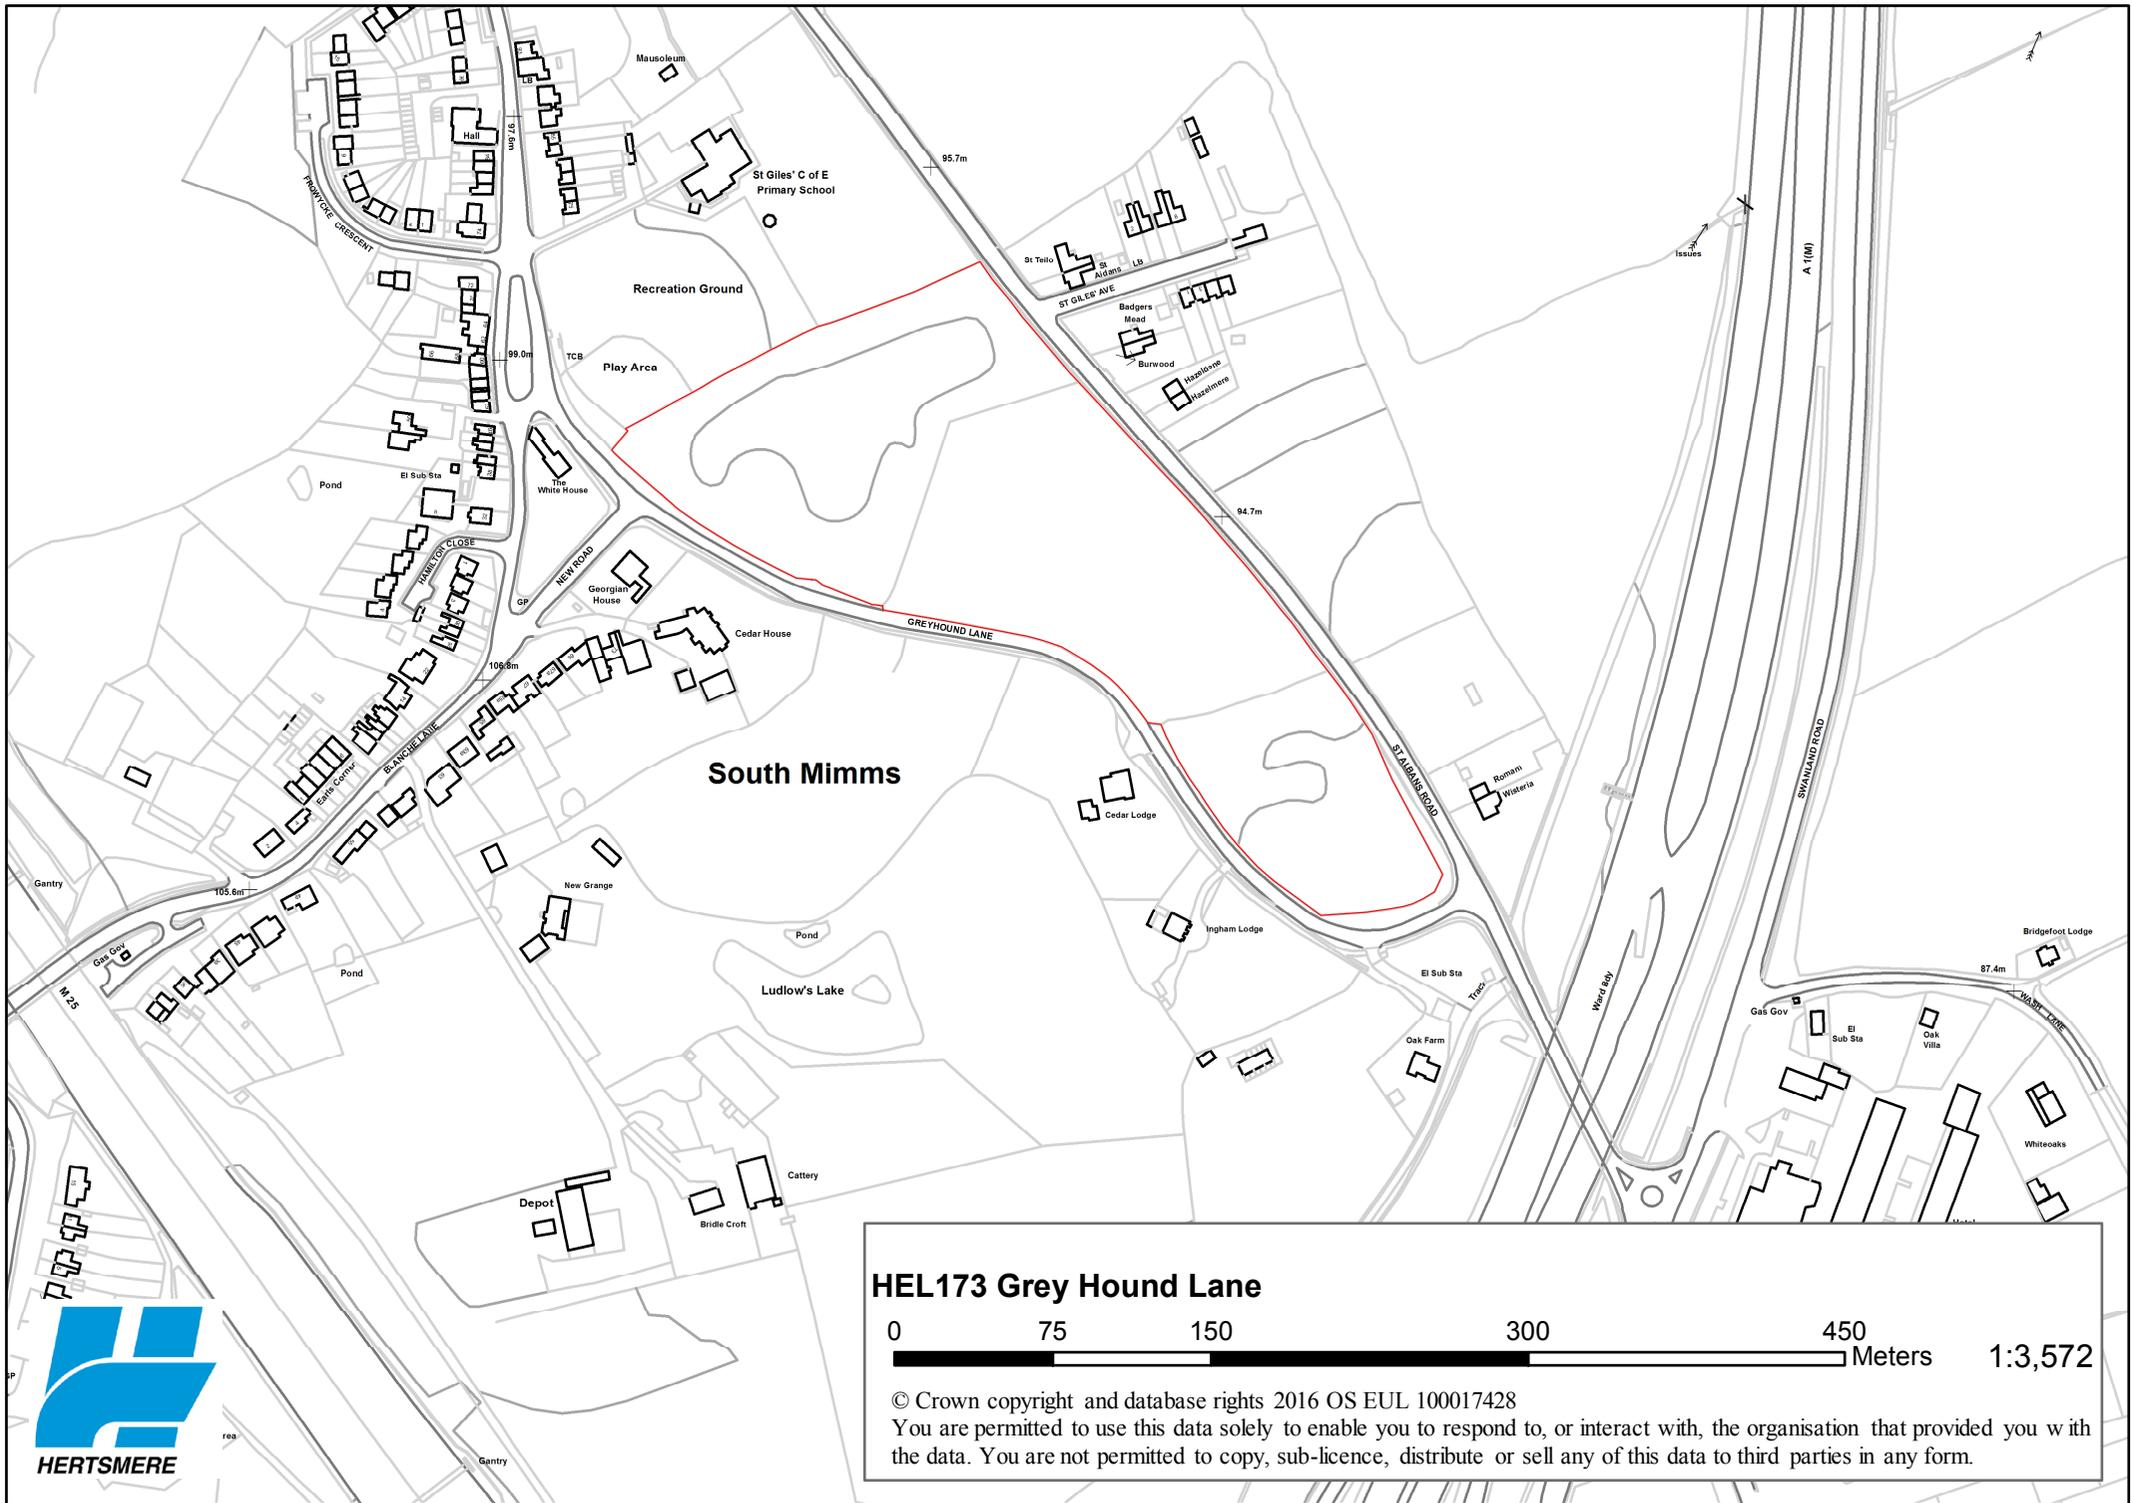 Mausoleum
LB
Hall
97.6m
95.7m
St Giles' C of E
Primary School
FROWYCKE CRESCENT
St Teilo
St
Aidans
LB
ST GILES' AVE
Issues
A 1(M)
Recreation Ground
Badgers
Mead
Burwood
Hazelmere
99.0m
TCB
Play Area
El Sub Sta
Pond
The
White House
94.7m
HAMILTON CLOSE
NEW ROAD
GP
Georgian
House
Cedar House
GREYHOUND LANE
106.8m
BLANCHE LANE
Earls Corner
South Mimms
ST ALBANS ROAD
SWANLAND ROAD
Romani
Wisteria
Cedar Lodge
Gantry
105.6m
New Grange
Gas Gov
Pond
M 25
Pond
Ludlow's Lake
Ingham Lodge
El Sub Sta
Track
Ward Bdy
Bridgefoot Lodge
87.4m
WASH LANE
Gas Gov
El
Sub Sta
Oak
Villa
Oak Farm
Whiteoaks
Cattery
Depot
Bridle Croft
HEL173 Grey Hound Lane
0 75 150 300 450
Meters 1:3,572
© Crown copyright and database rights 2016 OS EUL 100017428
You are permitted to use this data solely to enable you to respond to, or interact with, the organisation that provided you with
the data. You are not permitted to copy, sub-licence, distribute or sell any of this data to third parties in any form.
rea
Gantry
HERTSMERE